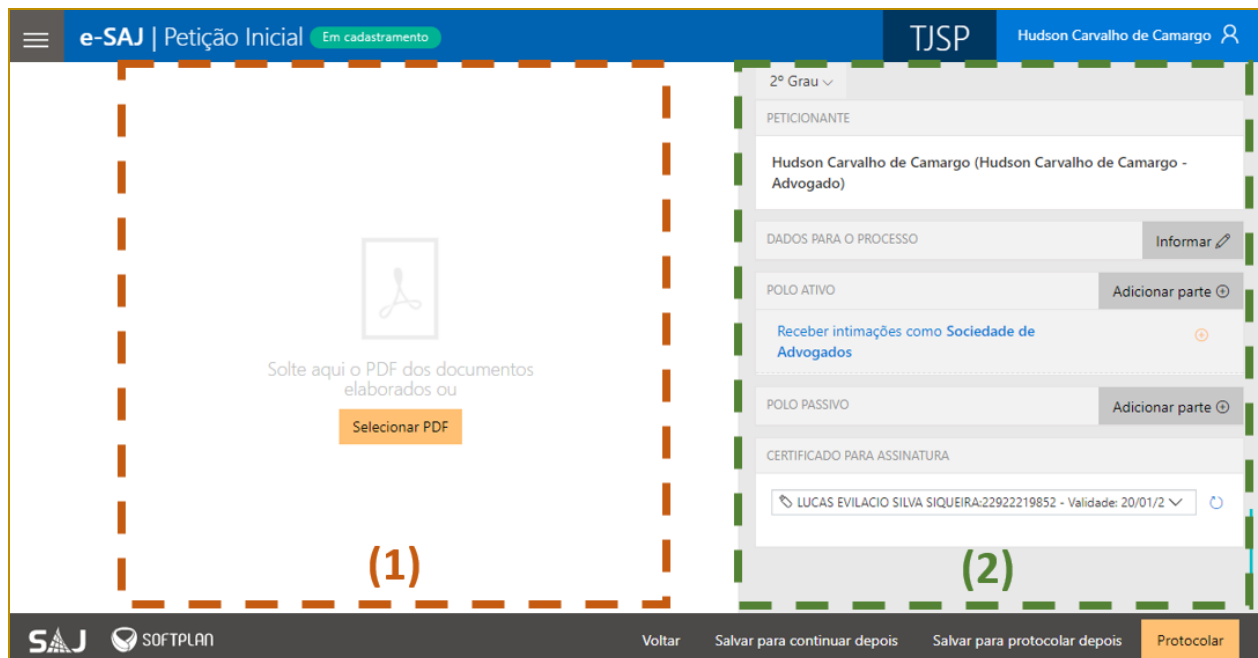 e-SAJ | Petição Inicial Em cadastramento TJSP Hudson Carvalho de Camargo
2º Grau
PETICIONANTE
Hudson Carvalho de Camargo (Hudson Carvalho de Camargo -
Advogado)
DADOS PARA O PROCESSO Informar
POLO ATIVO Adicionar parte
Receber intimações como Sociedade de
Advogados
Solte aqui o PDF dos documentos
elaborados ou
Selecionar PDF
POLO PASSIVO Adicionar parte
CERTIFICADO PARA ASSINATURA
LUCAS EVILACIO SILVA SIQUEIRA:22922219852 - Validade: 20/01/2
(1) (2)
SAJ SOFTPLAN Voltar Salvar para continuar depois Salvar para protocolar depois Protocolar